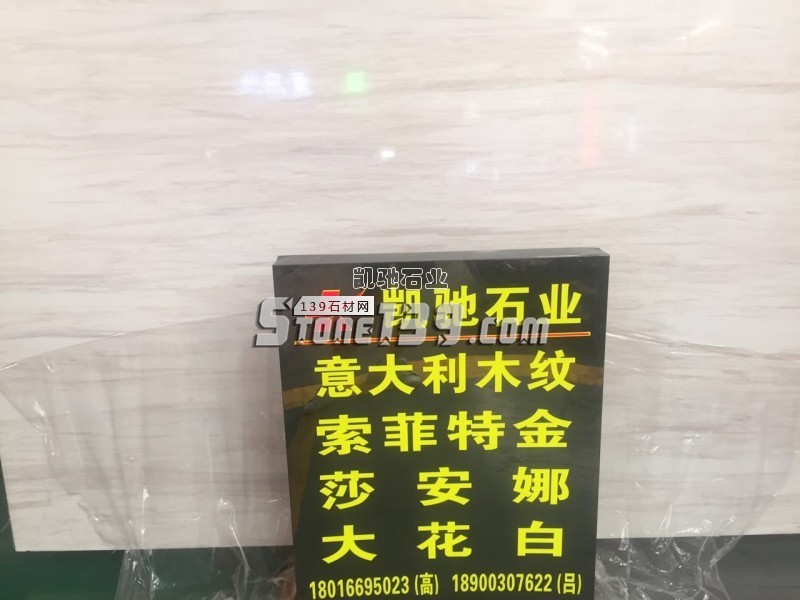 凯驰石业
凯驰石业
139石材网
Stone139.com
意大利木纹
索菲特金
莎安娜
大花白
18016695023(高) 18900307622(吕)